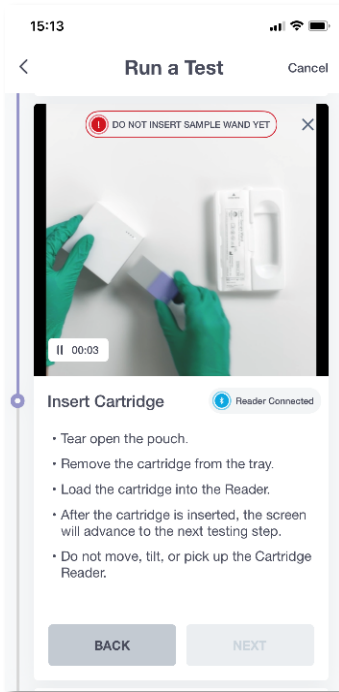 15:13
Run a Test
Cancel
DO NOT INSERT SAMPLE WAND YET
00:03
Insert Cartridge
Reader Connected
• Tear open the pouch.
• Remove the cartridge from the tray.
• Load the cartridge into the Reader.
• After the cartridge is inserted, the screen
will advance to the next testing step.
• Do not move, tilt, or pick up the Cartridge
Reader.
BACK
NEXT